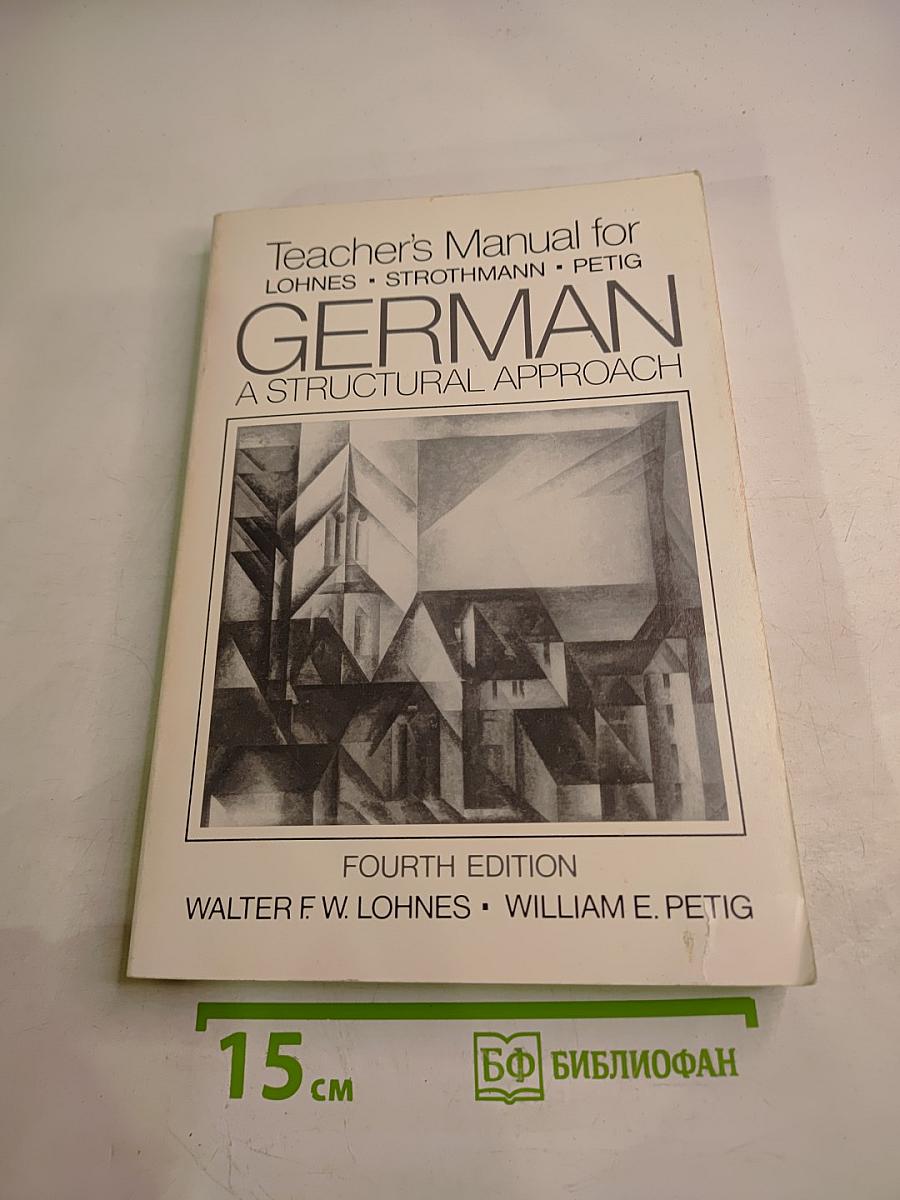 Teacher's Manual for
LOHNES ▪ STROTHMANN ▪ PETIG
GERMAN
A STRUCTURAL APPROACH
FOURTH EDITION
WALTER F. W. LOHNES ▪ WILLIAM E. PETIG
15 см
БФ БИБЛИОФАН